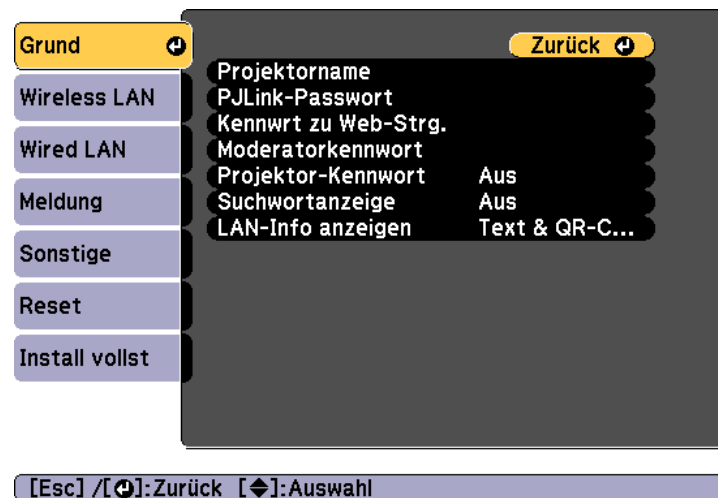 Grund
Zurück
Projektorname
PJLink-Passwort
Kennwrt zu Web-Strg.
Moderatorkennwort
Projektor-Kennwort Aus
Suchwortanzeige Aus
LAN-Info anzeigen Text & QR-C...
Wireless LAN
Wired LAN
Meldung
Sonstige
Reset
Install vollst
[Esc] /[⏎]:Zurück [◆]:Auswahl